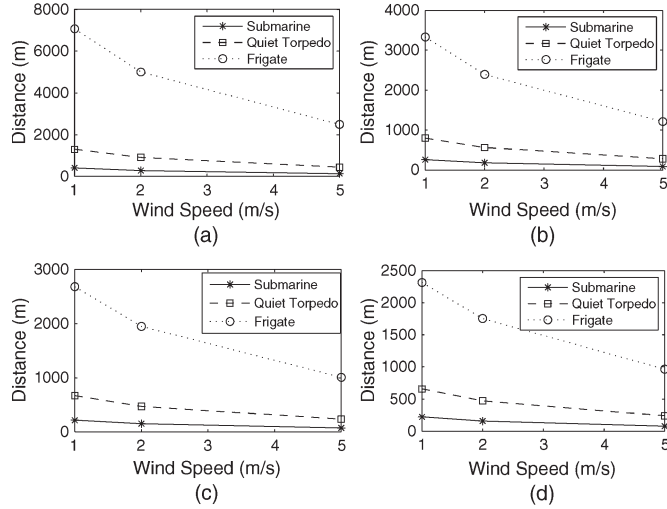 8000
6000
4000
2000
0
Distance (m)
Submarine
Quiet Torpedo
Frigate
1 2 3 4 5
Wind Speed (m/s)
(a)
4000
3000
2000
1000
0
Distance (m)
Submarine
Quiet Torpedo
Frigate
1 2 3 4 5
Wind Speed (m/s)
(b)
3000
2000
1000
0
Distance (m)
Submarine
Quiet Torpedo
Frigate
1 2 3 4 5
Wind Speed (m/s)
(c)
2500
2000
1500
1000
500
0
Distance (m)
Submarine
Quiet Torpedo
Frigate
1 2 3 4 5
Wind Speed (m/s)
(d)